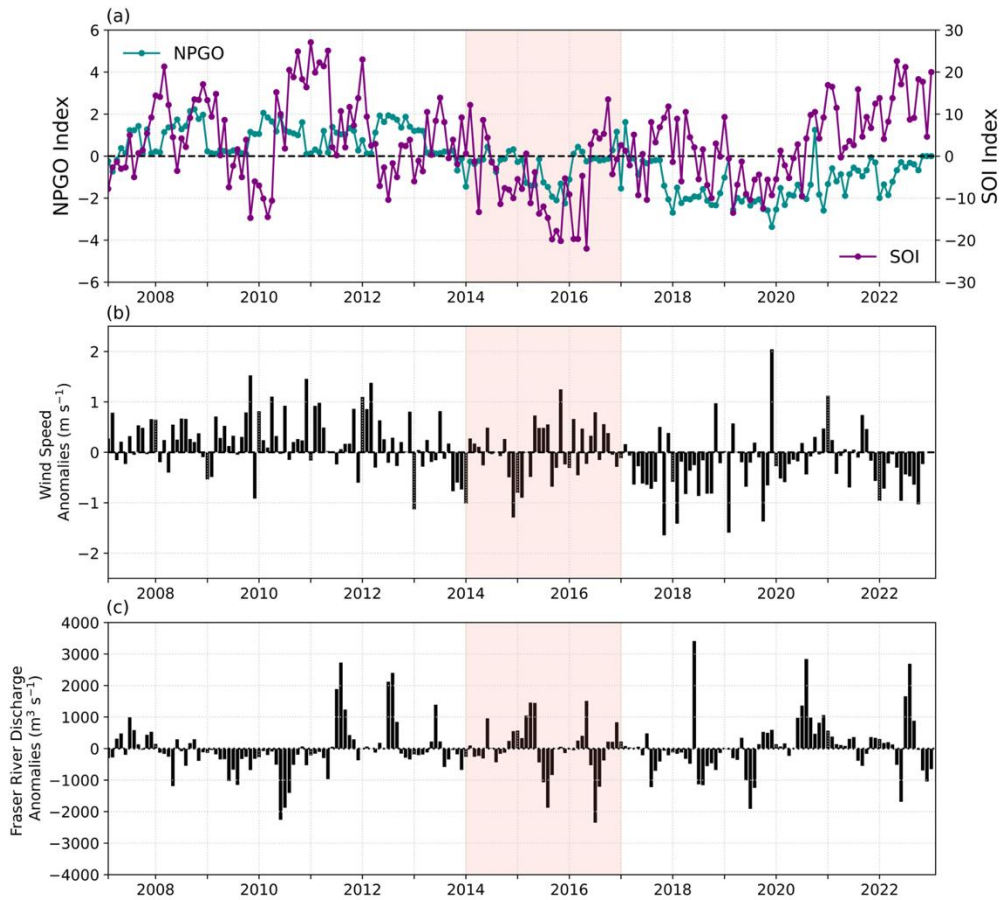 (a)
6
4
2
0
−2
−4
−6
NPGO Index
NPGO
SOI
30
20
10
0
−10
−20
−30
SOI Index
2008 2010 2012 2014 2016 2018 2020 2022
(b)
2
1
0
−1
−2
Wind Speed
Anomalies (m s⁻¹)
2008 2010 2012 2014 2016 2018 2020 2022
(c)
4000
3000
2000
1000
0
−1000
−2000
−3000
−4000
Fraser River Discharge
Anomalies (m³ s⁻¹)
2008 2010 2012 2014 2016 2018 2020 2022